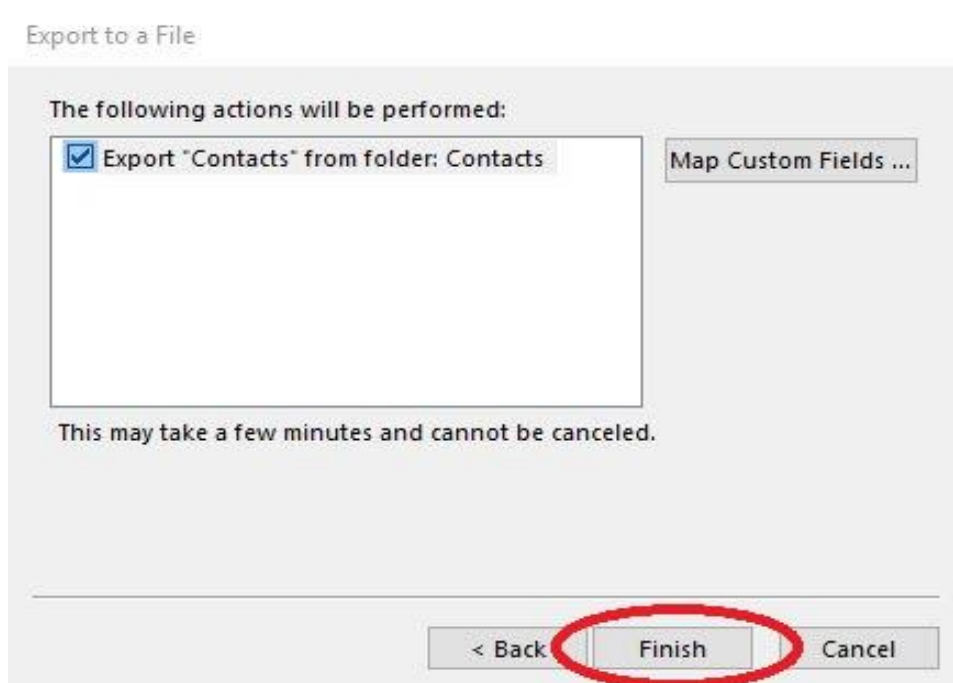 Export to a File
The following actions will be performed:
Export "Contacts" from folder: Contacts
Map Custom Fields ...
This may take a few minutes and cannot be canceled.
< Back
Finish
Cancel